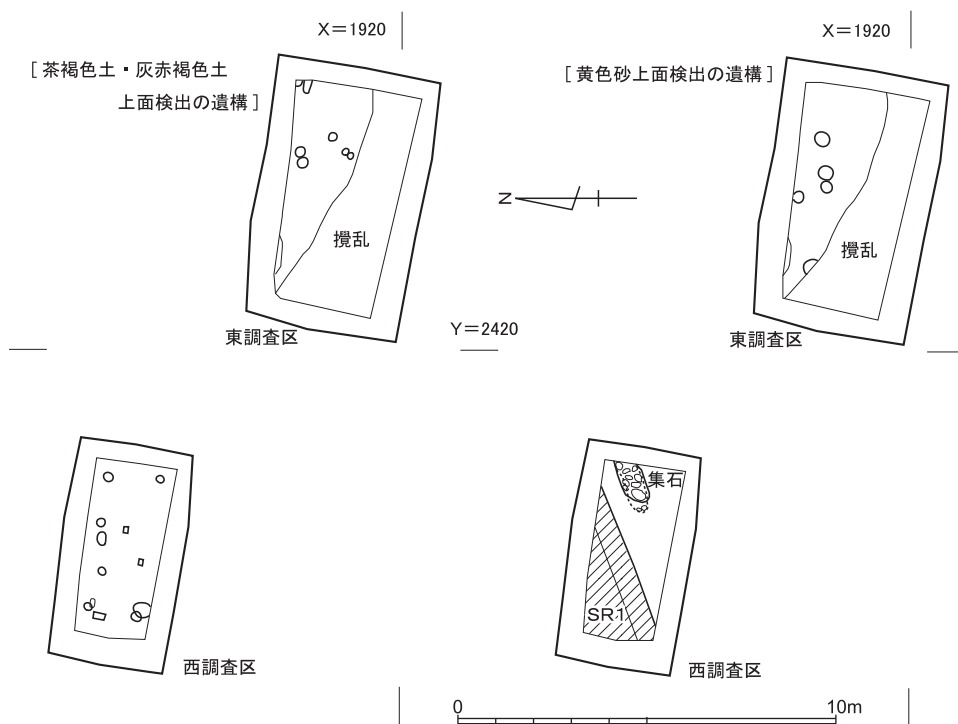 X=1920
[ 茶褐色土・灰赤褐色土
上面検出の遺構 ]
攪乱
東調査区
X=1920
[ 黄色砂上面検出の遺構 ]
攪乱
東調査区
N
Y=2420
西調査区
集石
SR1
西調査区
0 10m